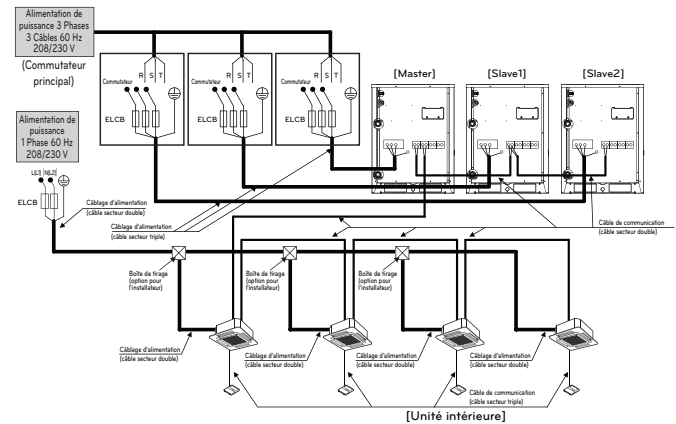 Alimentation de
puissance 3 Phases
3 Câbles 60 Hz
208/230 V
(Commutateur
principal)
R S T
Commutateur
ELCB
R S T
Commutateur
ELCB
R S T
Commutateur
ELCB
[Master]
[Slave1]
[Slave2]
Alimentation de
puissance
1 Phase 60 Hz
208/230 V
L(L1) N(L2)
ELCB
Câblage d'alimentation
(câble secteur double)
Câblage d'alimentation
(câble secteur triple)
Câble de communication
(câble secteur double)
Boîte de tirage
(option pour
l'installateur)
Boîte de tirage
(option pour
l'installateur)
Boîte de tirage
(option pour
l'installateur)
Câblage d'alimentation
(câble secteur double)
Câblage d'alimentation
(câble secteur double)
Câblage d'alimentation
(câble secteur double)
Câblage d'alimentation
(câble secteur double)
Câble de communication
(câble secteur triple)
[Unité intérieure]